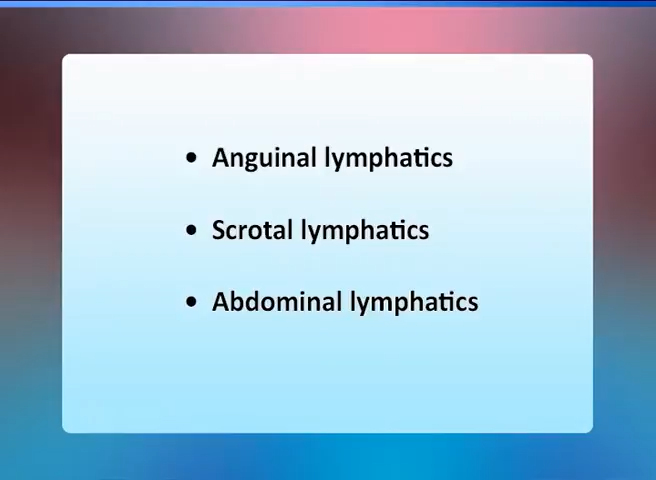 • Anguinal lymphatics
• Scrotal lymphatics
• Abdominal lymphatics